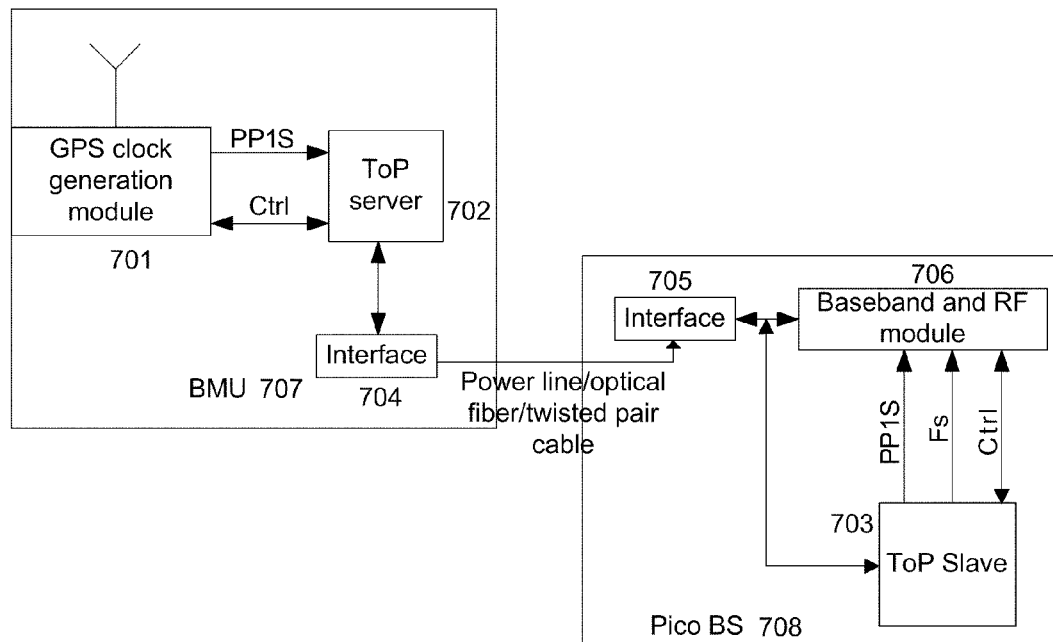 GPS clock
generation
module
701
PP1S
Ctrl
ToP
server
702
Interface
704
BMU 707
Power line/optical
fiber/twisted pair
cable
705
Interface
706
Baseband and RF
module
PP1S
Fs
Ctrl
703
ToP Slave
Pico BS 708